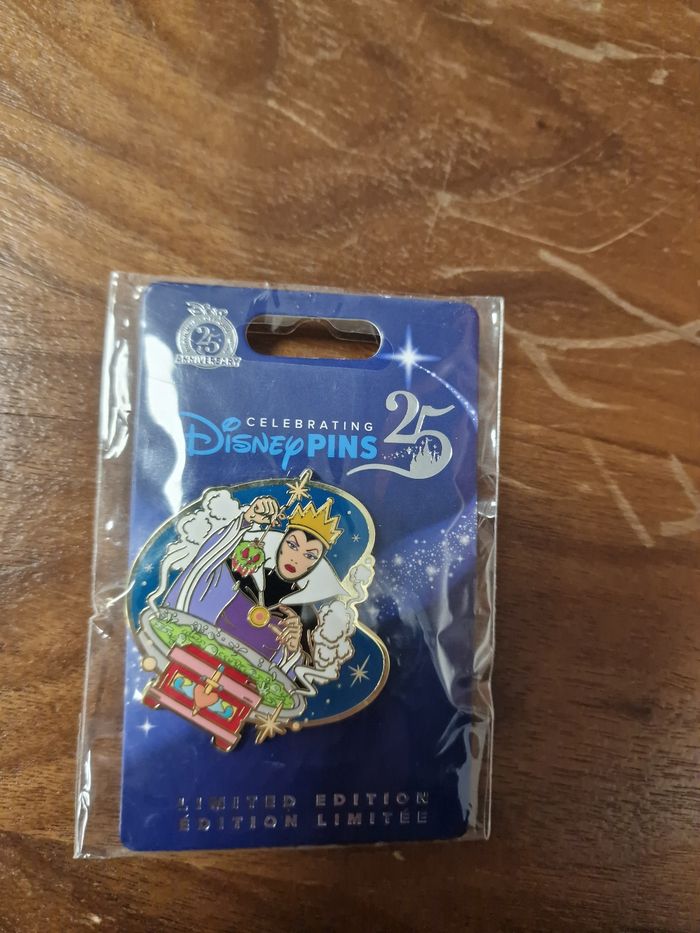 25
ANNIVERSARY
CELEBRATING
DISNEY PINS 25
LIMITED EDITION
ÉDITION LIMITÉE